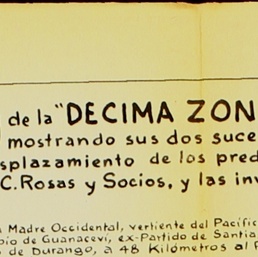 de la "DECIMA ZON
mostrando sus dos suce
splazamiento de los pred
C. Rosas y Socios, y las inv
Madre Occidental, vertiente del Pacífic
io de Guanaceví, ex-Partido de Santia
de Durango, a 48 Kilómetros al